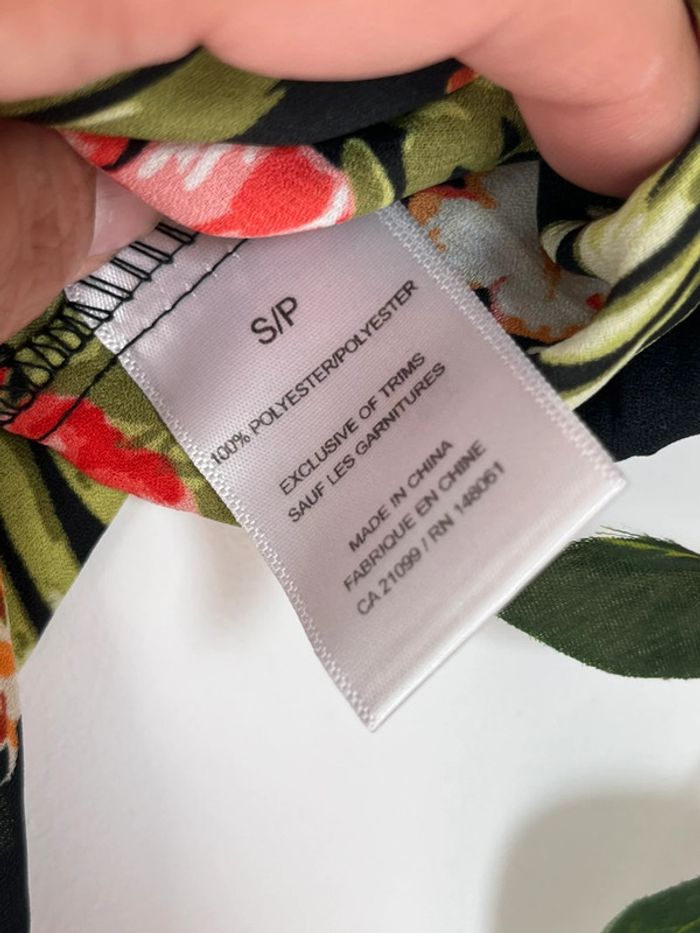 S/P
100% POLYESTER/POLYESTER
EXCLUSIVE OF TRIMS
SAUF LES GARNITURES
MADE IN CHINA
FABRIQUE EN CHINE
CA 21099 / RN 148061